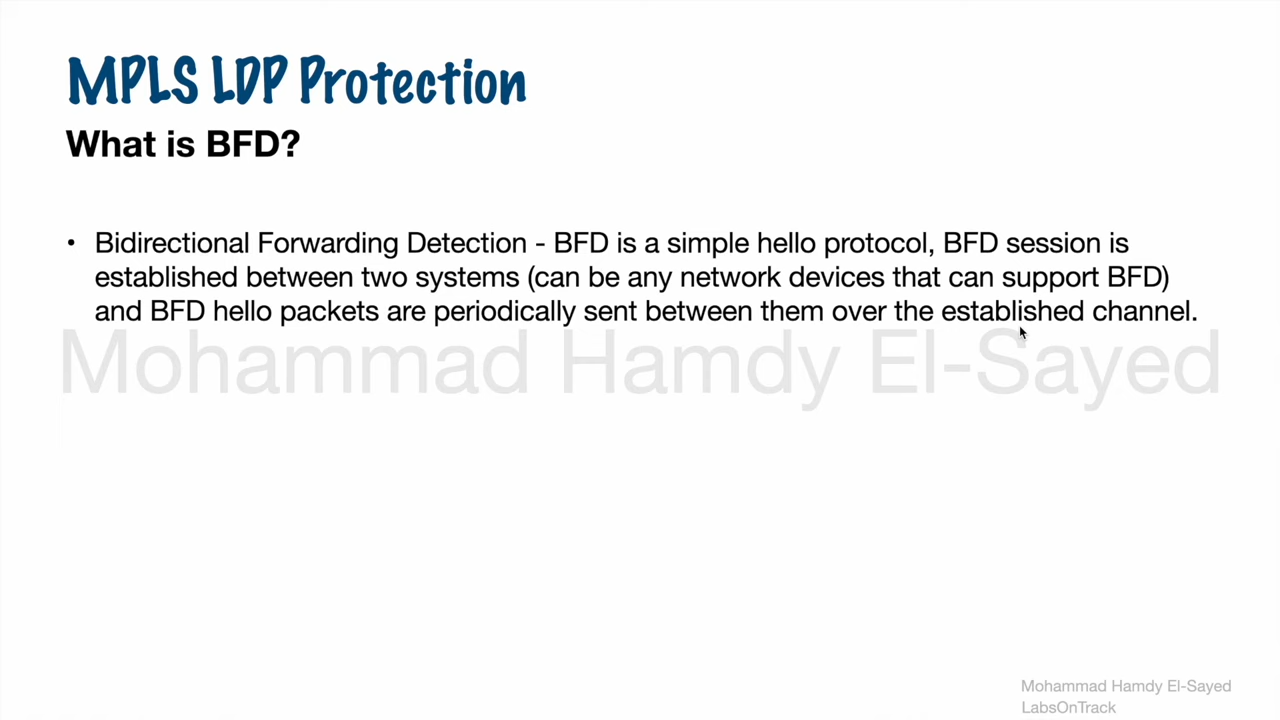 MPLS LDP Protection
What is BFD?
• Bidirectional Forwarding Detection - BFD is a simple hello protocol, BFD session is
established between two systems (can be any network devices that can support BFD)
and BFD hello packets are periodically sent between them over the established channel.
Mohammad Hamdy El-Sayed
Mohammad Hamdy El-Sayed
LabsOnTrack